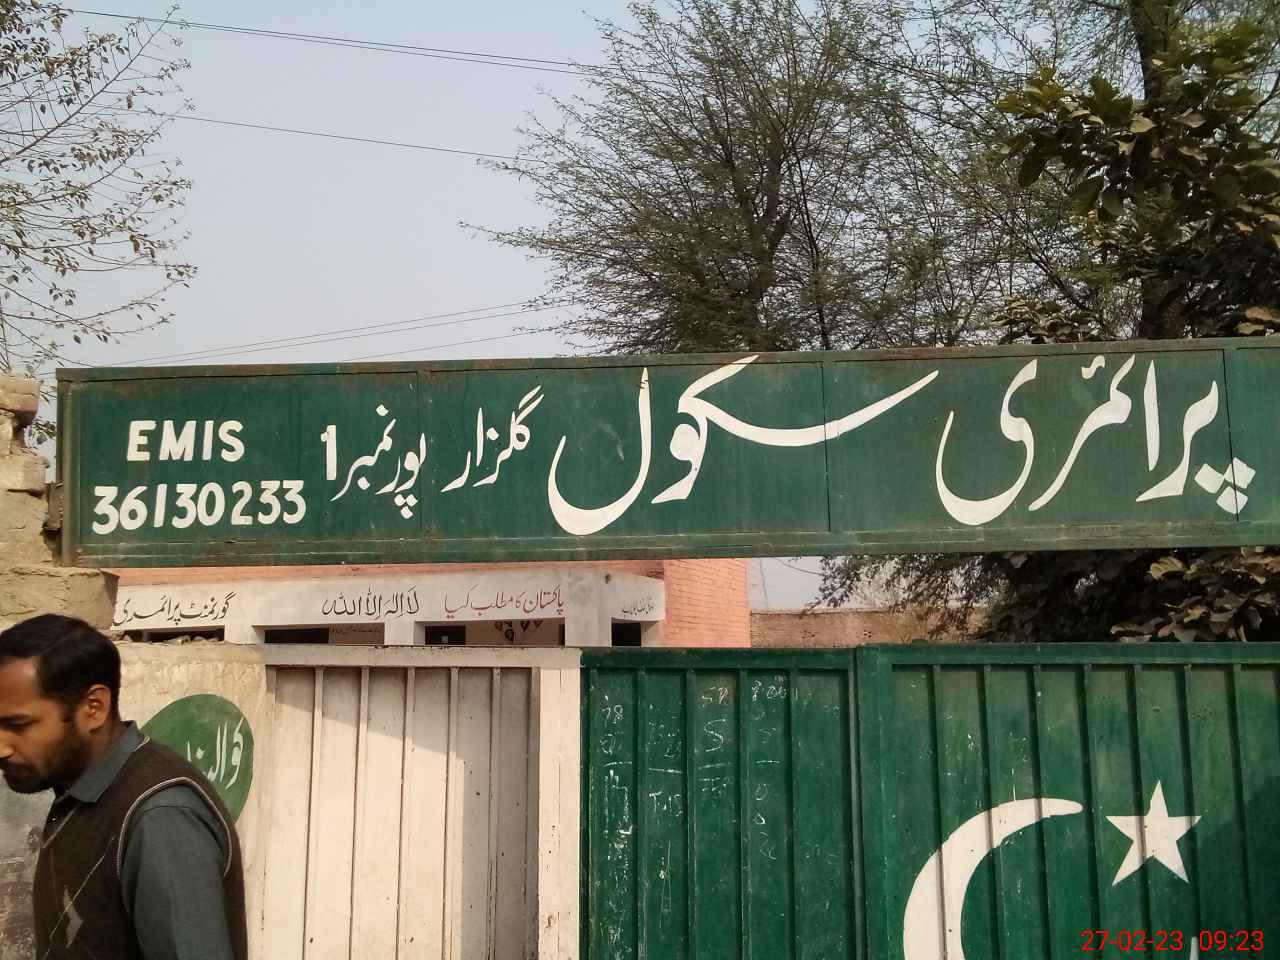 پرائمری سکول گلزار پور نمبر 1
EMIS
36130233
پاکستان کا مطلب کیا
لا الہ الا اللہ
گورنمنٹ پرائمری
27-02-23 09:23